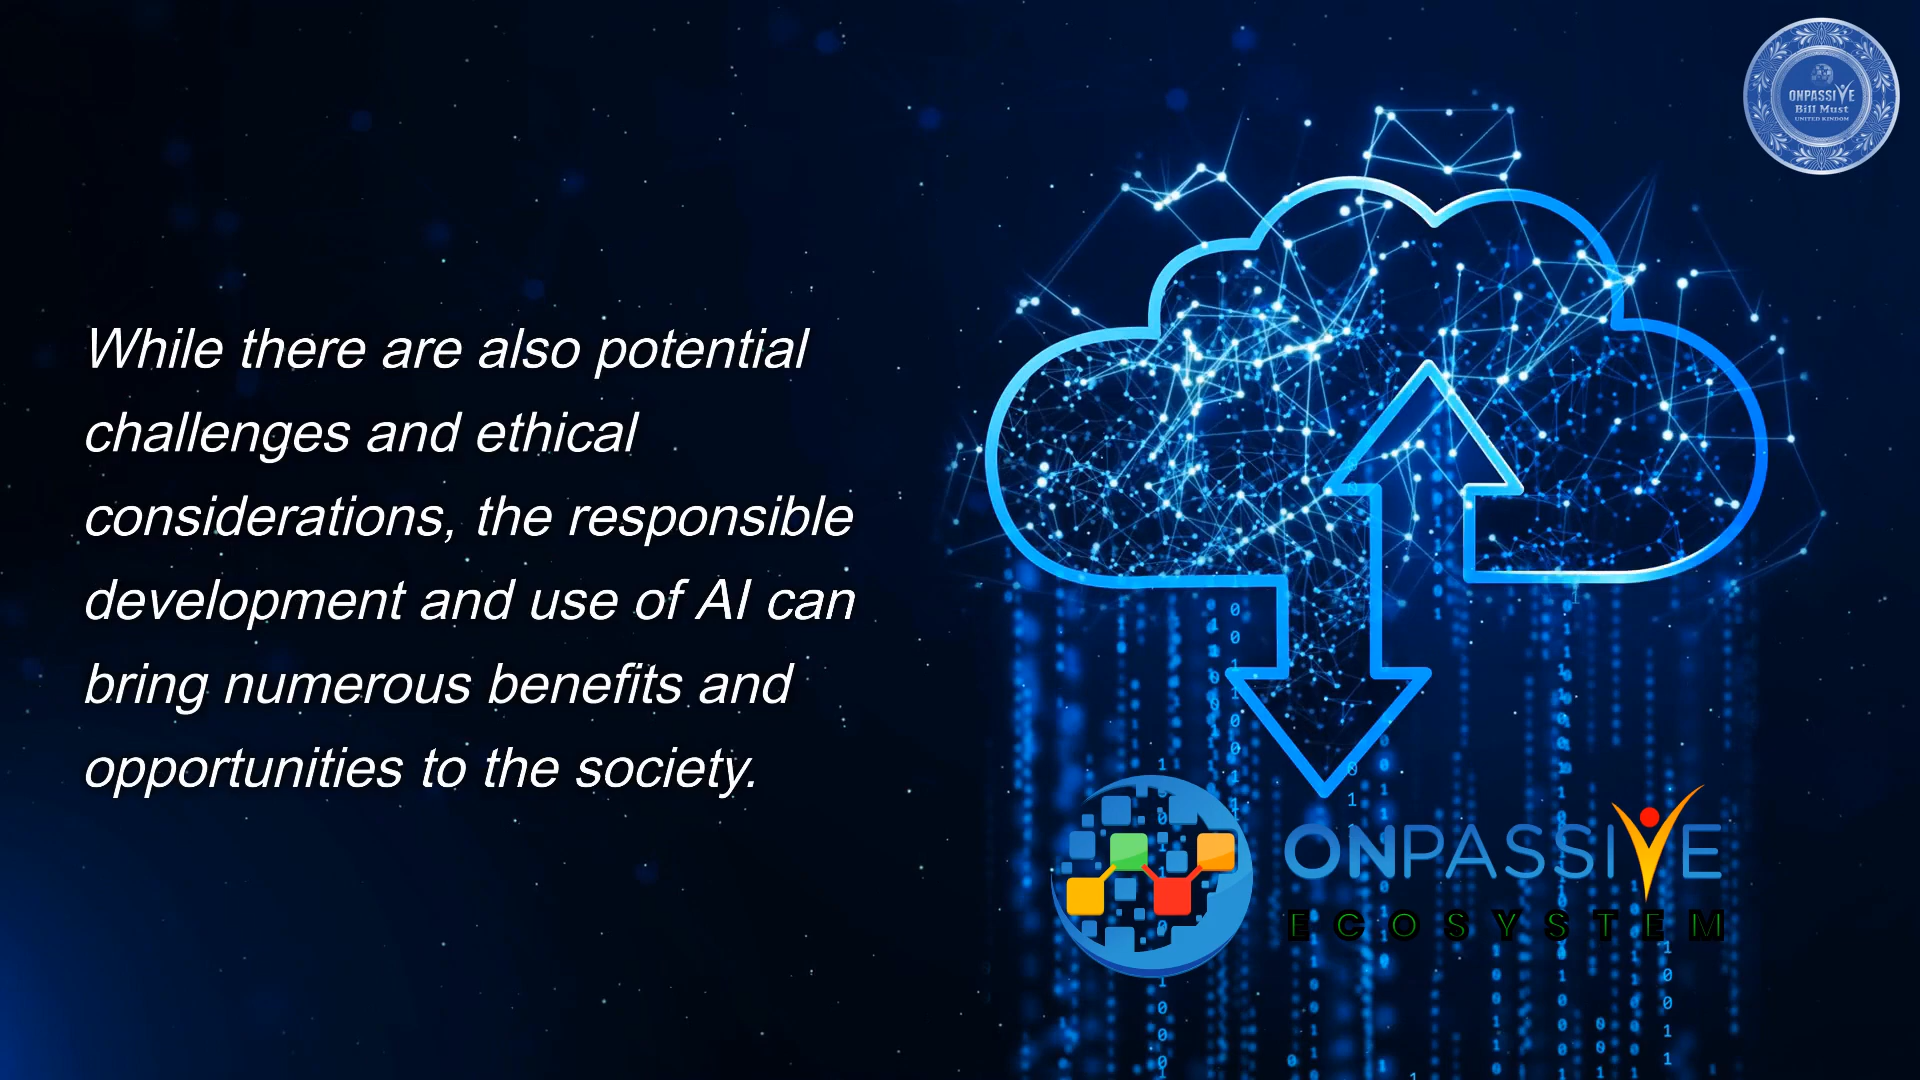 ONPASSIVE
Bill Must
UNITED KINDOM
While there are also potential
challenges and ethical
considerations, the responsible
development and use of AI can
bring numerous benefits and
opportunities to the society.
ONPASSIVE
ECOSYSTEM